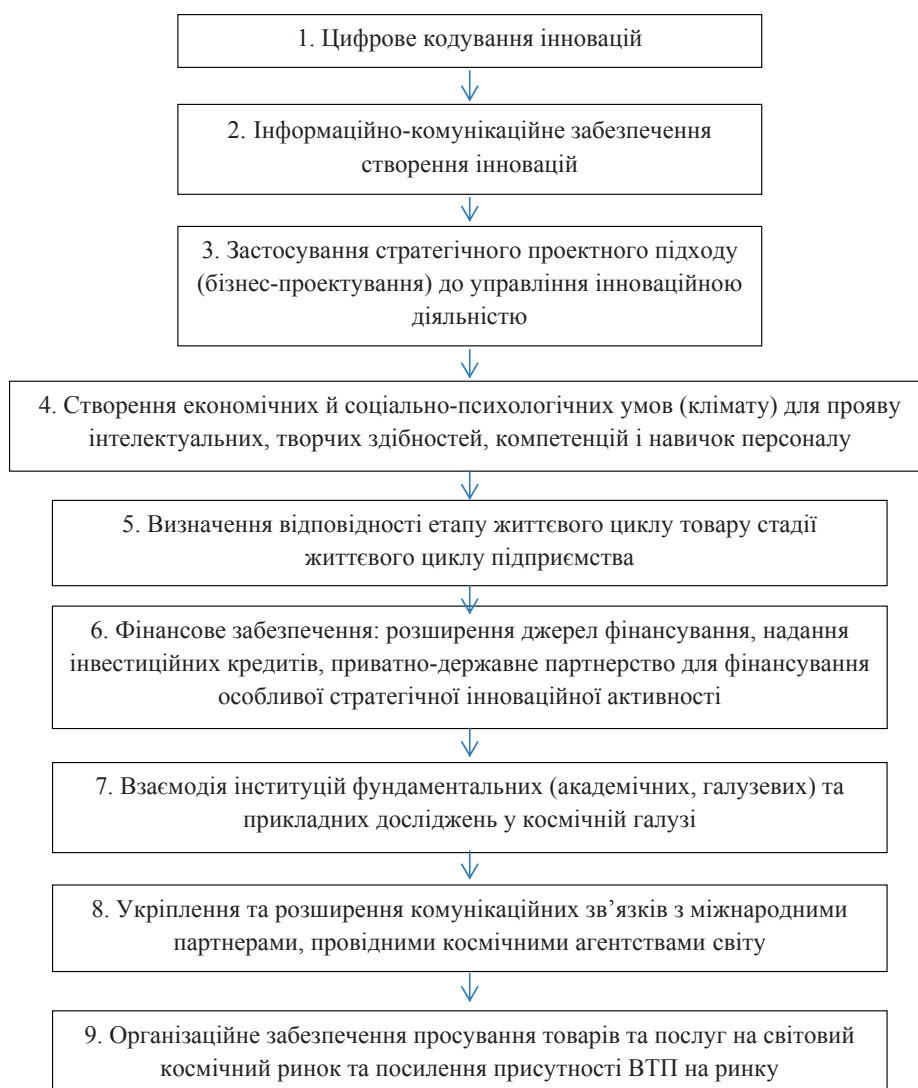 1. Цифрове кодування інновацій
2. Інформаційно-комунікаційне забезпечення
створення інновацій
3. Застосування стратегічного проектного підходу
(бізнес-проектування) до управління інноваційною
діяльністю
4. Створення економічних й соціально-психологічних умов (клімату) для прояву
інтелектуальних, творчих здібностей, компетенцій і навичок персоналу
5. Визначення відповідності етапу життєвого циклу товару стадії
життєвого циклу підприємства
6. Фінансове забезпечення: розширення джерел фінансування, надання
інвестиційних кредитів, приватно-державне партнерство для фінансування
особливої стратегічної інноваційної активності
7. Взаємодія інституцій фундаментальних (академічних, галузевих) та
прикладних досліджень у космічній галузі
8. Укріплення та розширення комунікаційних зв’язків з міжнародними
партнерами, провідними космічними агентствами світу
9. Організаційне забезпечення просування товарів та послуг на світовий
космічний ринок та посилення присутності ВТП на ринку